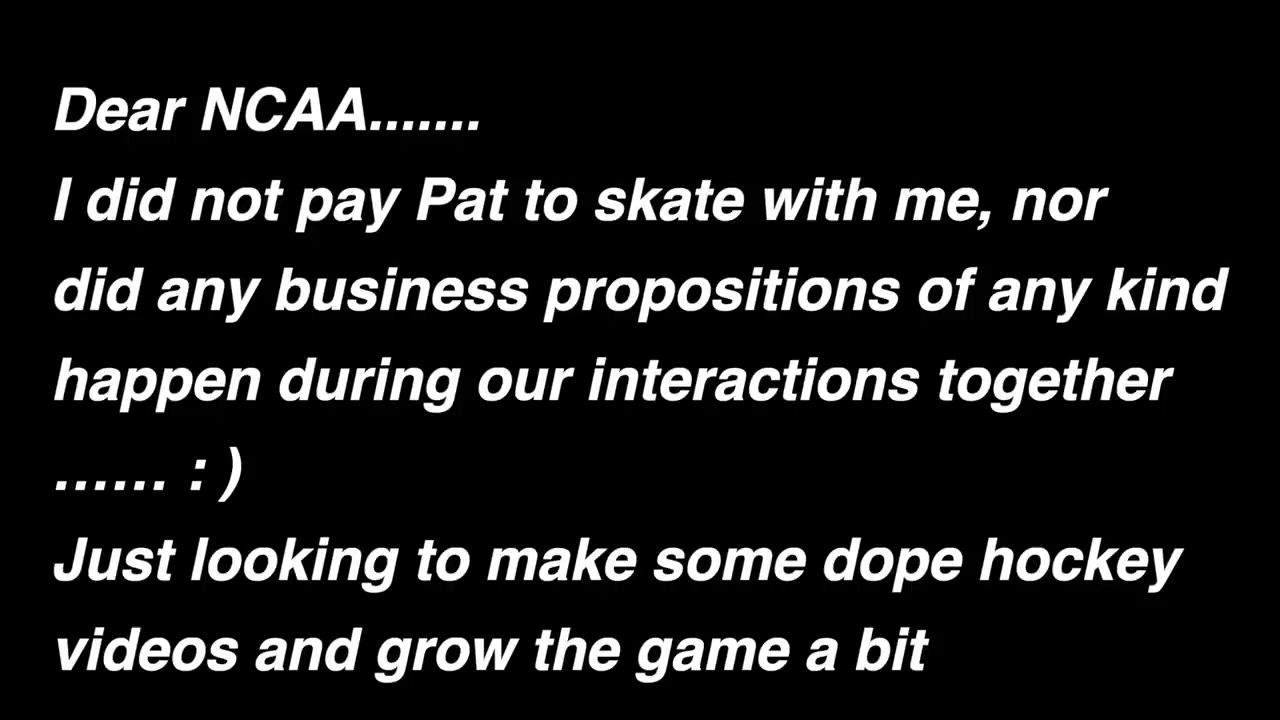 Dear NCAA.......
I did not pay Pat to skate with me, nor
did any business propositions of any kind
happen during our interactions together
...... : )
Just looking to make some dope hockey
videos and grow the game a bit